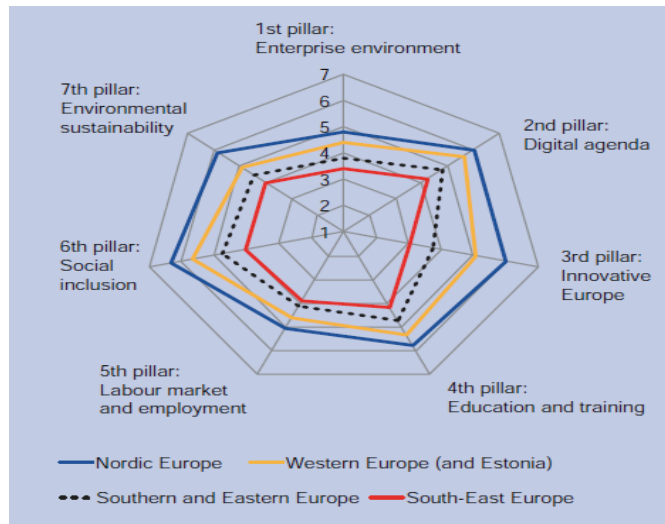 1st pillar:
Enterprise environment
7
6
5
4
3
2
1
2nd pillar:
Digital agenda
3rd pillar:
Innovative
Europe
4th pillar:
Education and training
5th pillar:
Labour market
and employment
6th pillar:
Social
inclusion
7th pillar:
Environmental
sustainability
Nordic Europe
Western Europe (and Estonia)
Southern and Eastern Europe
South-East Europe